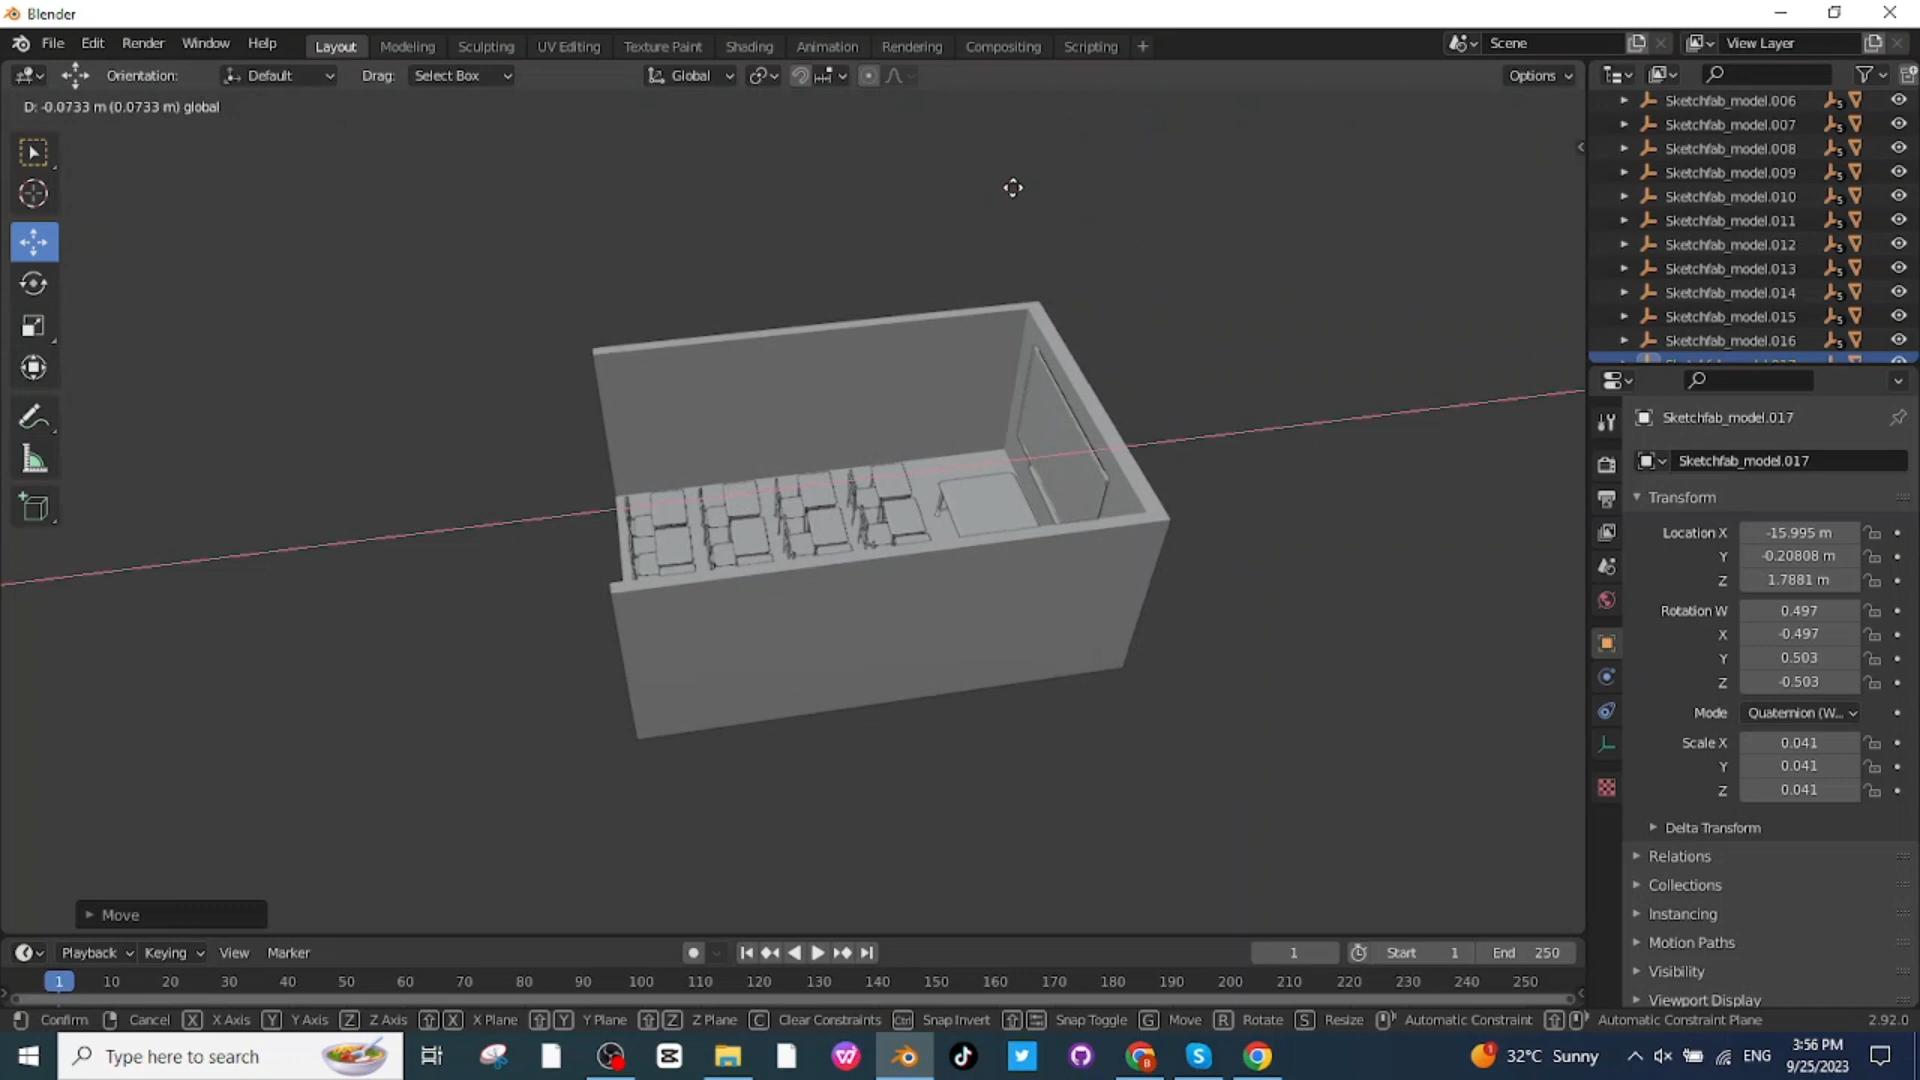 Blender
File Edit Render Window Help Layout Modeling Sculpting UV Editing Texture Paint Shading Animation Rendering Compositing Scripting + Scene View Layer
Orientation: Default Drag: Select Box Global Options
D: -0.0733 m (0.0733 m) global
Sketchfab_model.006
Sketchfab_model.007
Sketchfab_model.008
Sketchfab_model.009
Sketchfab_model.010
Sketchfab_model.011
Sketchfab_model.012
Sketchfab_model.013
Sketchfab_model.014
Sketchfab_model.015
Sketchfab_model.016
Sketchfab_model.017
Sketchfab_model.017
Transform
Location X -15.995 m
Y -0.20808 m
Z 1.7881 m
Rotation W 0.497
X -0.497
Y 0.503
Z -0.503
Mode Quaternion (W...
Scale X 0.041
Y 0.041
Z 0.041
Delta Transform
Relations
Collections
Instancing
Motion Paths
Visibility
Viewport Display
Move
Playback Keying View Marker 1 Start 1 End 250
1 10 20 30 40 50 60 70 80 90 100 110 120 130 140 150 160 170 180 190 200 210 220 230 240 250
Confirm Cancel X X Axis Y Y Axis Z Z Axis X X Plane Y Y Plane Z Z Plane C Clear Constraints Ctrl Snap Invert Snap Toggle G Move R Rotate S Resize Automatic Constraint Automatic Constraint Plane 2.92.0
Type here to search 1 32°C Sunny ENG 3:56 PM
9/25/2023